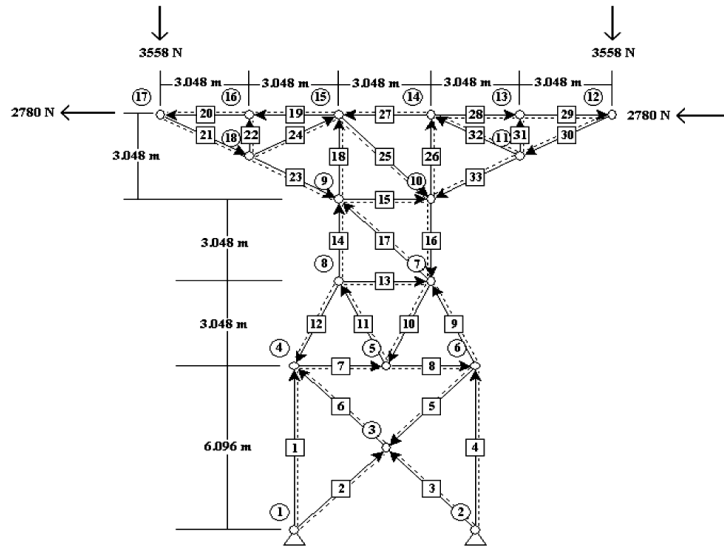 3558 N 3558 N
3.048 m 3.048 m 3.048 m 3.048 m 3.048 m
17 16 15 14 13 12
2780 N 20 19 27 28 29 2780 N
21 18 22 24 32 11 31 30
3.048 m 18 25 26
23 9 10 33
15
3.048 m 14 17 16
8 7
13
3.048 m 12 11 10 9
4 5 6
7 8
6 5
3
6.096 m 1 4
2 3
1 2